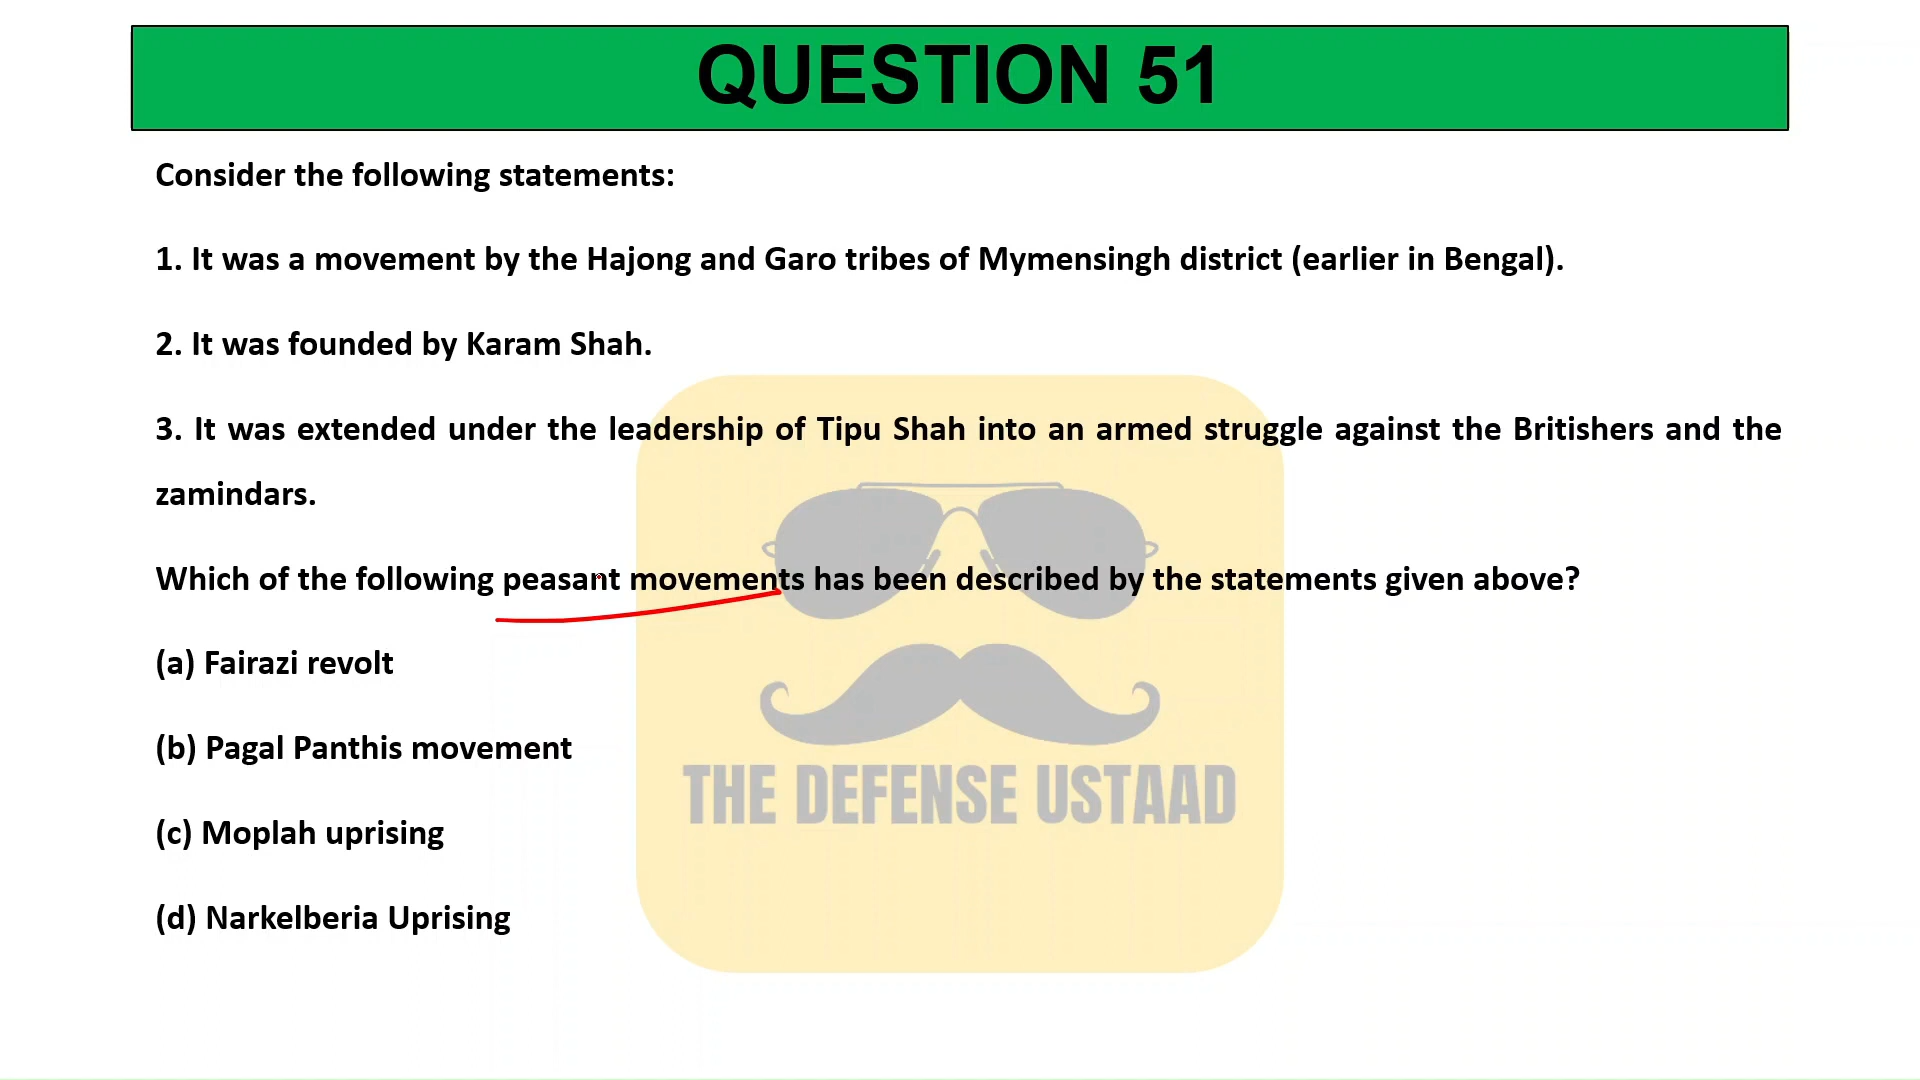 QUESTION 51
Consider the following statements:
1. It was a movement by the Hajong and Garo tribes of Mymensingh district (earlier in Bengal).
2. It was founded by Karam Shah.
3. It was extended under the leadership of Tipu Shah into an armed struggle against the Britishers and the
zamindars.
Which of the following peasant movements has been described by the statements given above?
(a) Fairazi revolt
(b) Pagal Panthis movement
THE DEFENSE USTAAD
(c) Moplah uprising
(d) Narkelberia Uprising